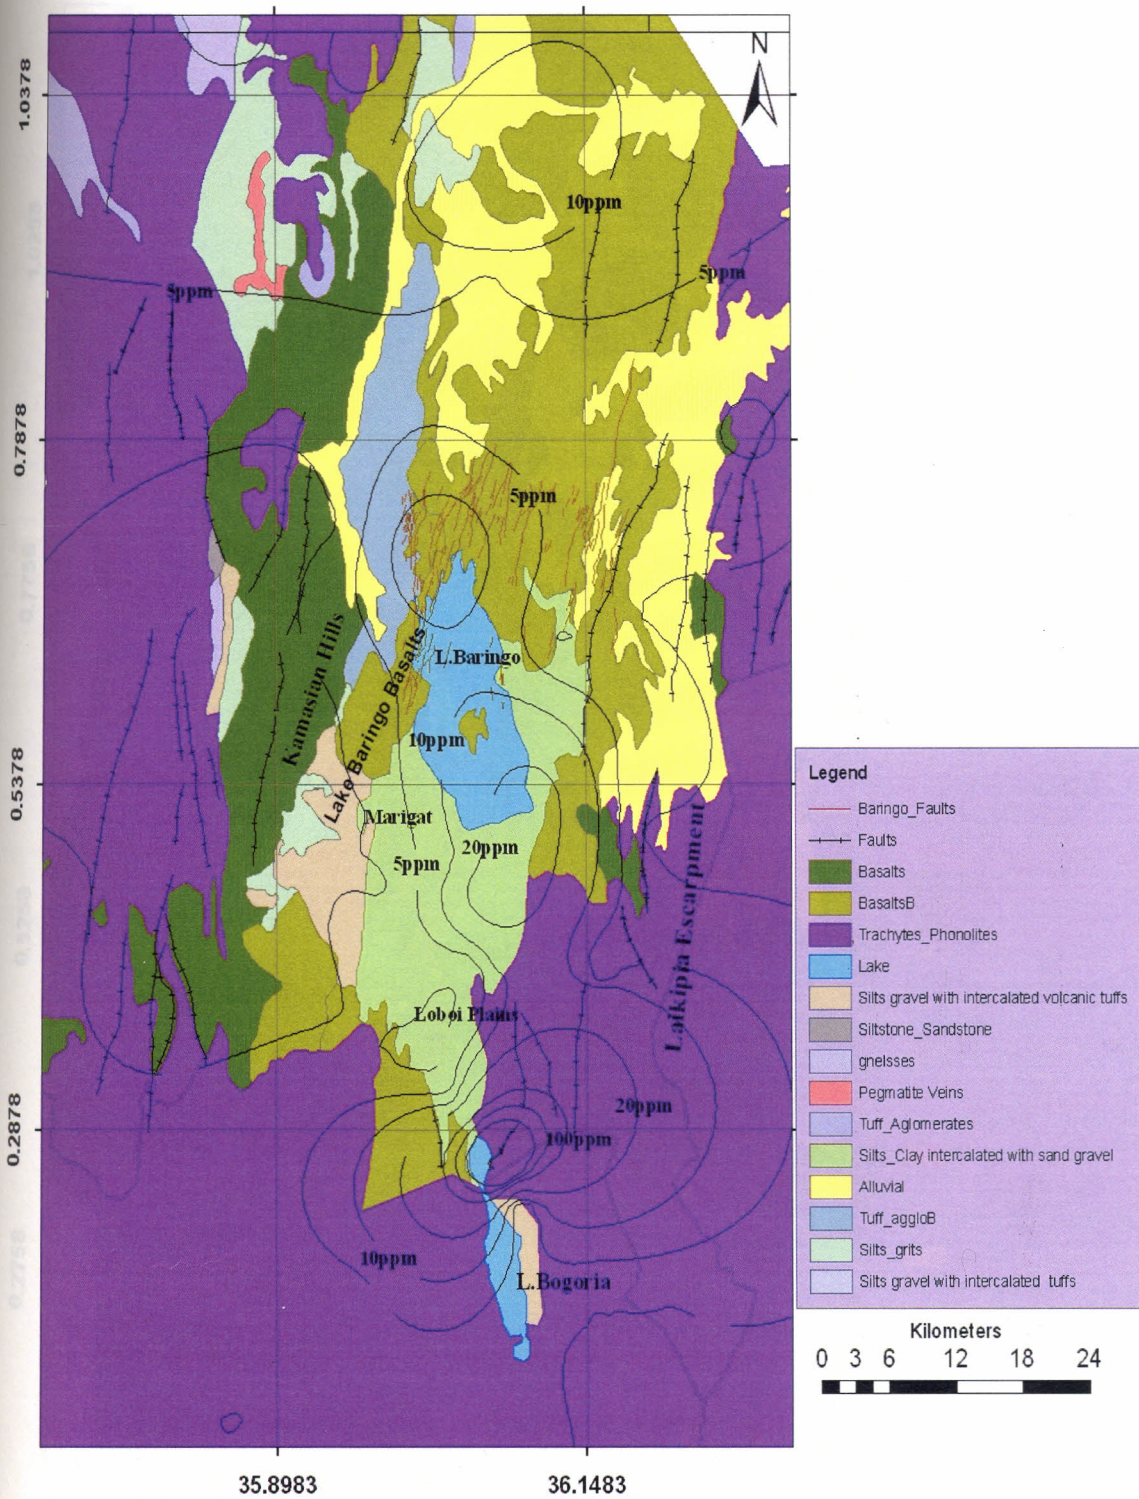 N
1.0378
10ppm
5ppm
5ppm
0.7878
5ppm
L.Baringo
Kamasian Hills
Lake Baringo Basalts
10ppm
0.5378
Marigat
20ppm
5ppm
Laikipia Escarpment
Loboi Plains
20ppm
100ppm
0.2878
10ppm
L.Bogoria
35.8983
36.1483
Legend
Baringo_Faults
Faults
Basalts
BasaltsB
Trachytes_Phonolites
Lake
Silts gravel with intercalated volcanic tuffs
Siltstone_Sandstone
gneisses
Pegmatite Veins
Tuff_Aglomerates
Silts_Clay intercalated with sand gravel
Alluvial
Tuff_aggloB
Silts_grits
Silts gravel with intercalated tuffs
Kilometers
0 3 6 12 18 24